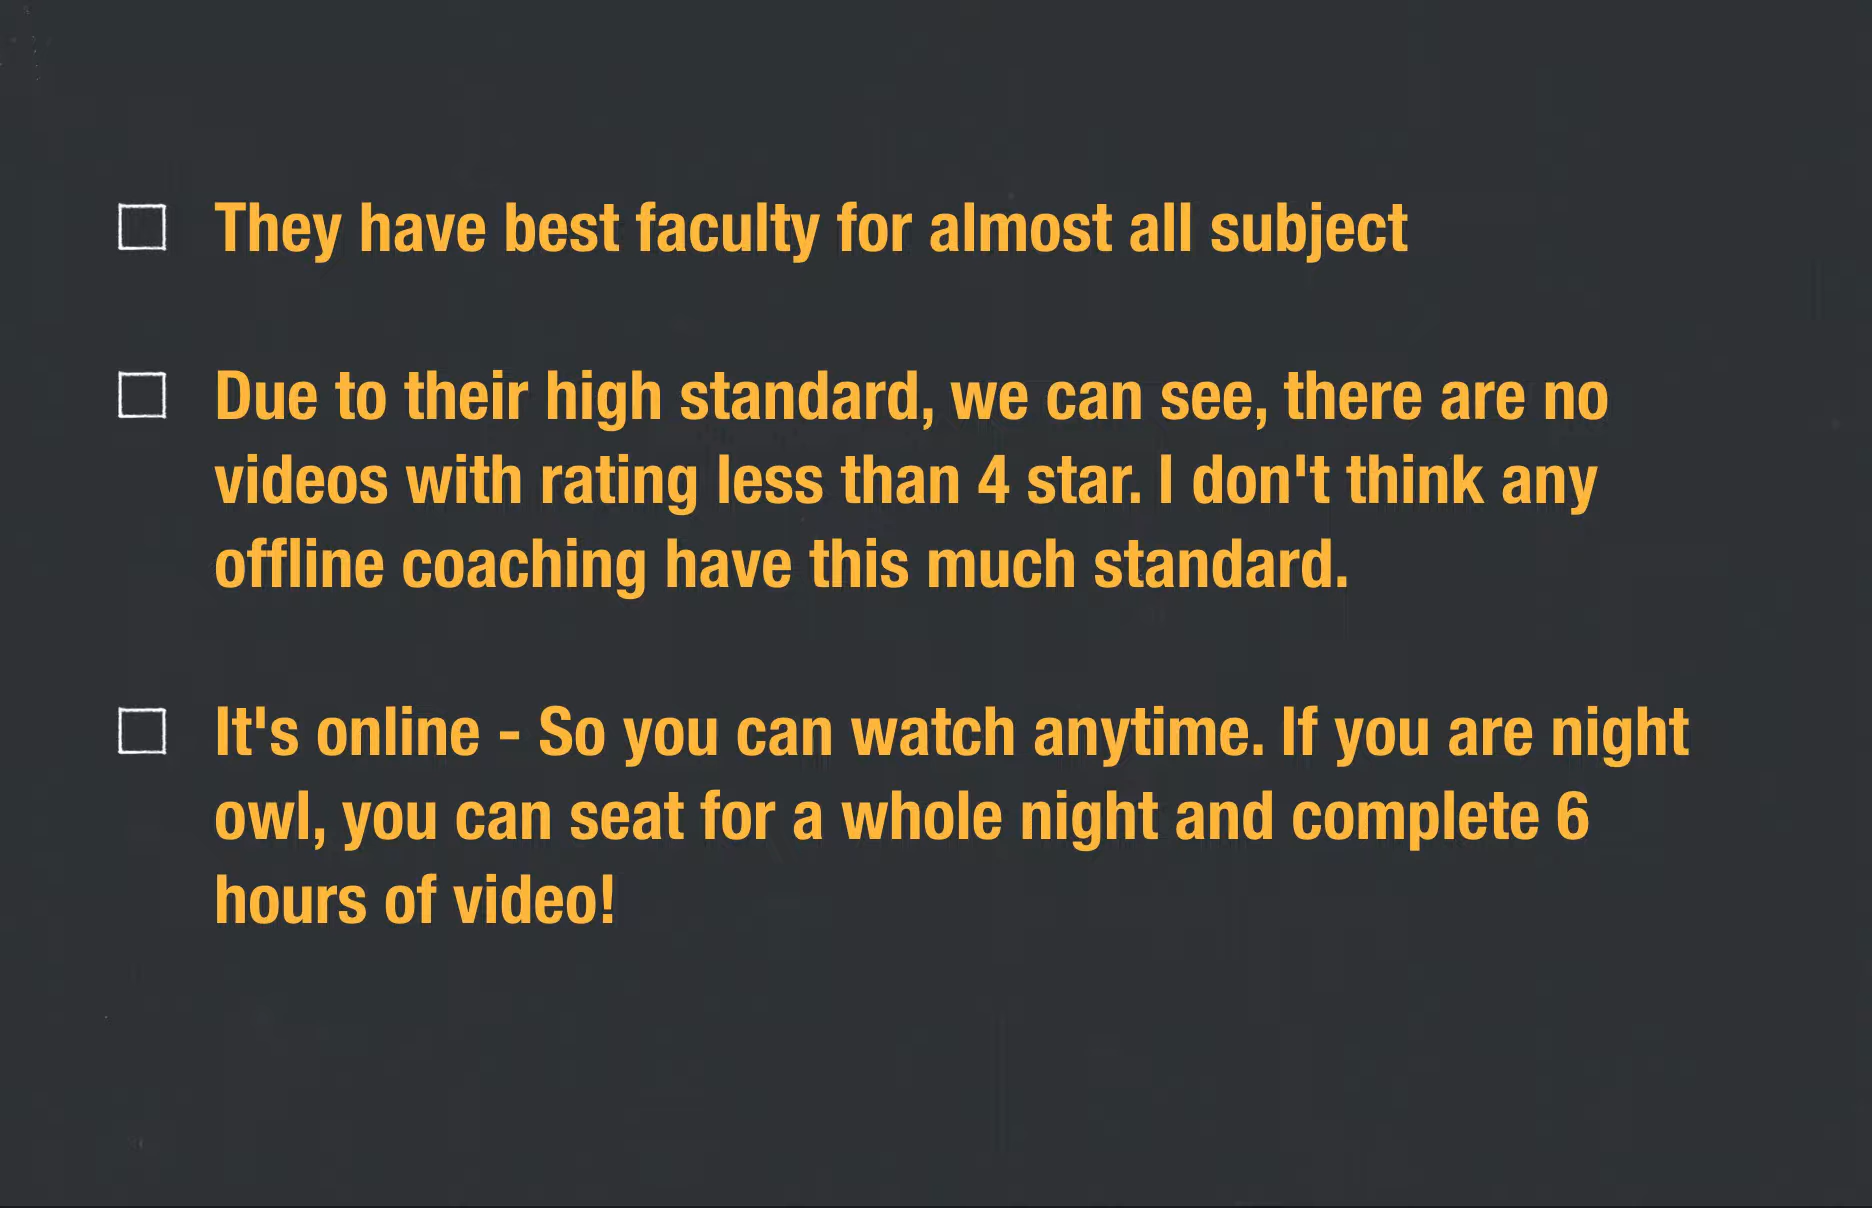 They have best faculty for almost all subject
Due to their high standard, we can see, there are no
videos with rating less than 4 star. I don't think any
offline coaching have this much standard.
It's online - So you can watch anytime. If you are night
owl, you can seat for a whole night and complete 6
hours of video!